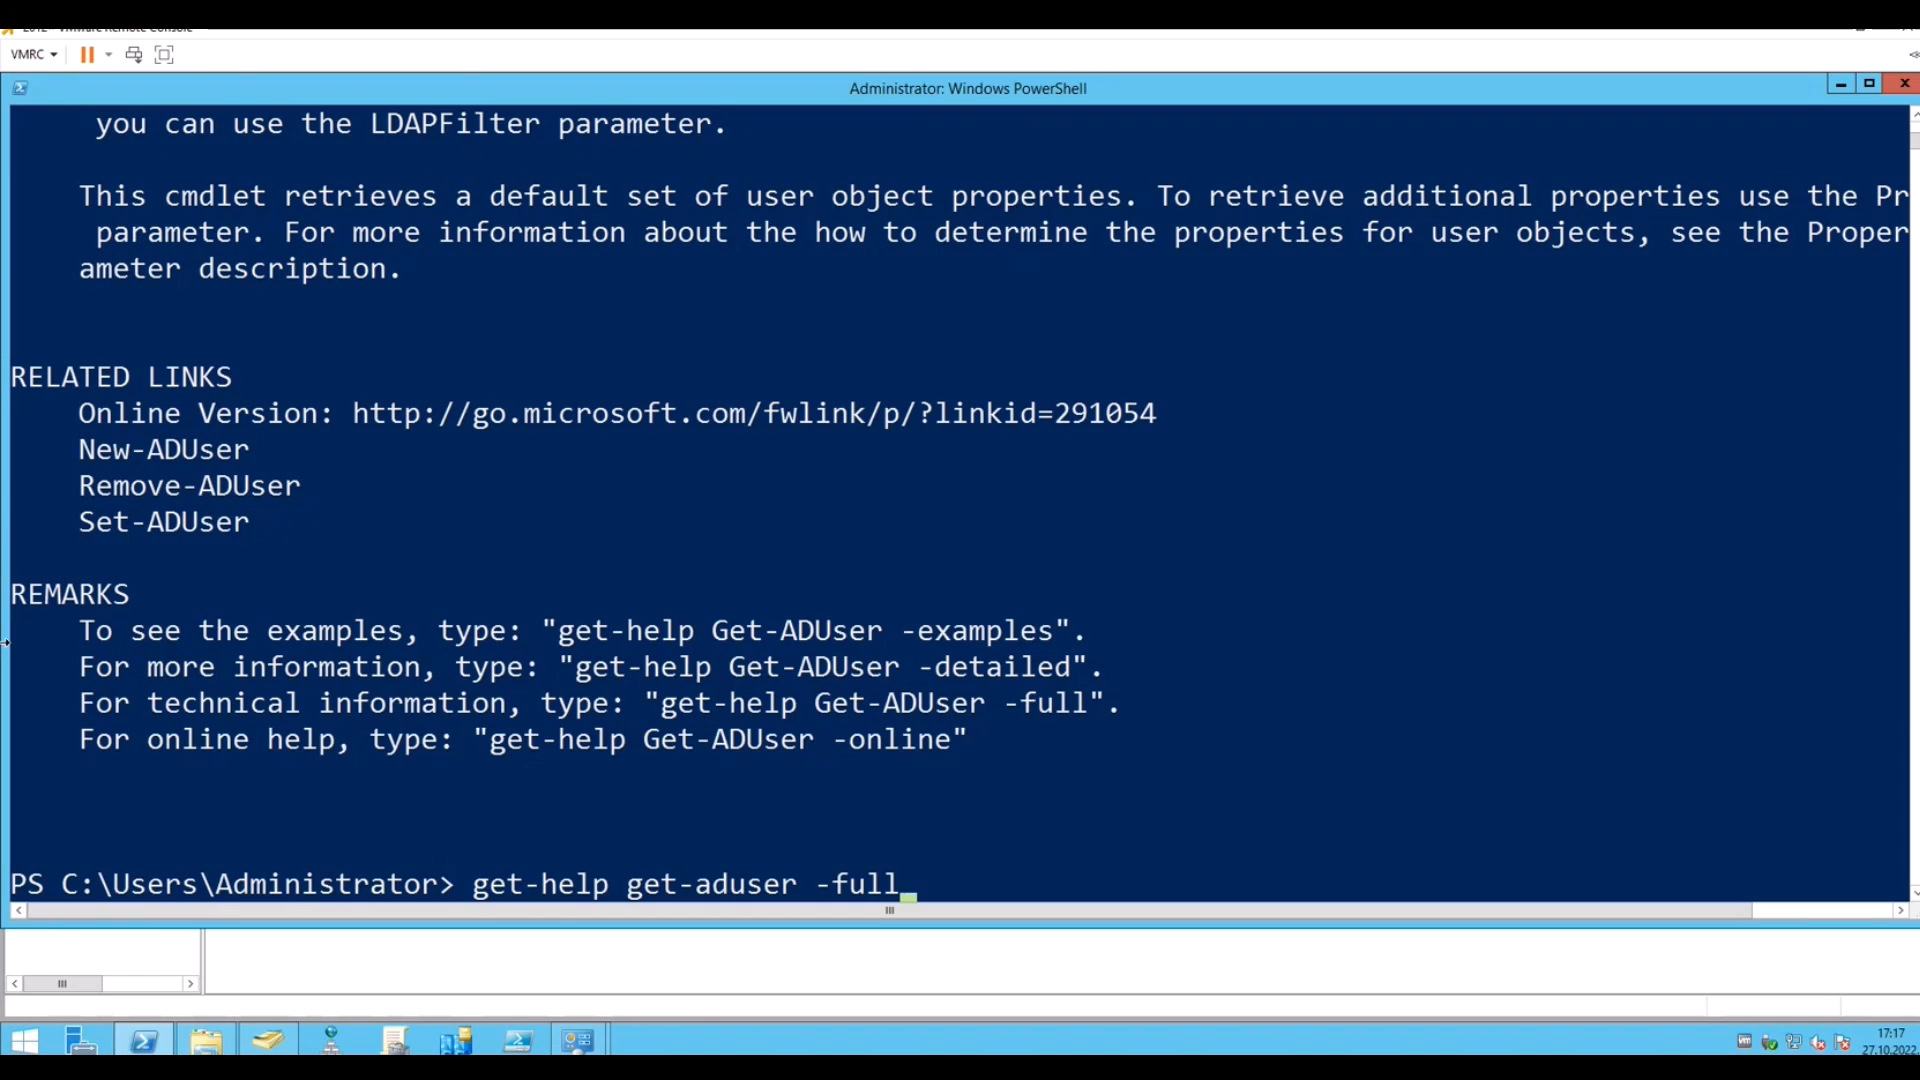 VMRC
Administrator: Windows PowerShell
you can use the LDAPFilter parameter.
This cmdlet retrieves a default set of user object properties. To retrieve additional properties use the Pr
parameter. For more information about the how to determine the properties for user objects, see the Proper
ameter description.
RELATED LINKS
Online Version: http://go.microsoft.com/fwlink/p/?linkid=291054
New-ADUser
Remove-ADUser
Set-ADUser
REMARKS
To see the examples, type: "get-help Get-ADUser -examples".
For more information, type: "get-help Get-ADUser -detailed".
For technical information, type: "get-help Get-ADUser -full".
For online help, type: "get-help Get-ADUser -online"
PS C:\Users\Administrator> get-help get-aduser -full
17:17
27.10.2022